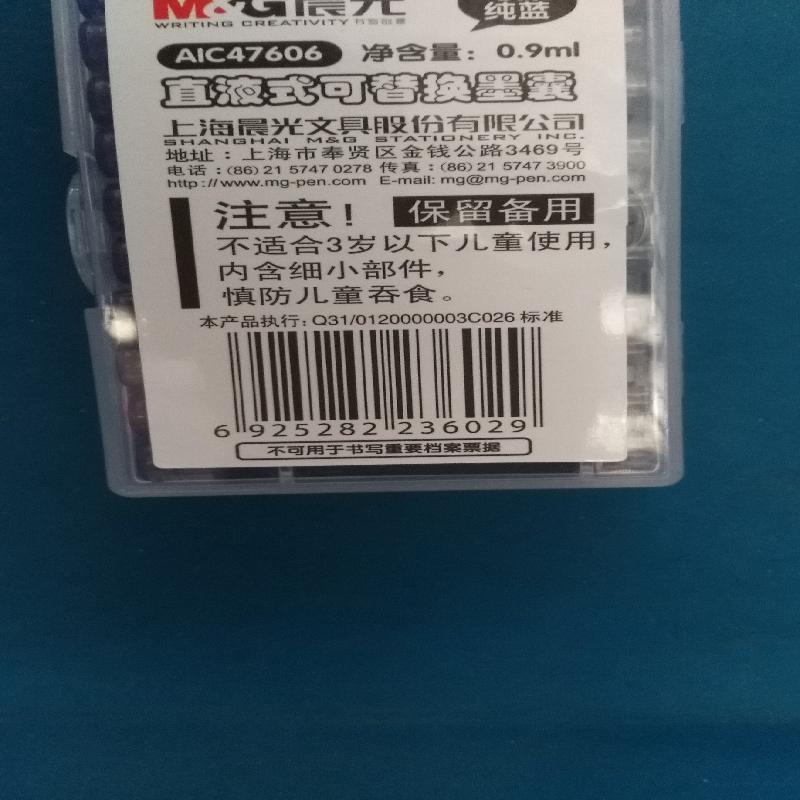 M&G晨光
纯蓝
WRITING CREATIVITY
AIC47606 净含量: 0.9ml
直液式可替换墨囊
上海晨光文具股份有限公司
SHANGHAI M&G STATIONERY INC.
地址：上海市奉贤区金钱公路3469号
电话：(86) 21 5747 0278 传真：(86) 21 5747 3900
http://www.mg-pen.com E-mail: mg@mg-pen.com
注意! 保留备用
不适合3岁以下儿童使用，
内含细小部件，
慎防儿童吞食。
本产品执行: Q31/0120000003C026 标准
6 925282 236029
不可用于书写重要档案票据